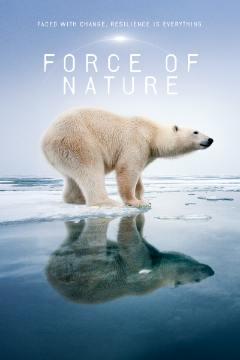 FACED WITH CHANGE, RESILIENCE IS EVERYTHING
FORCE OF
NATURE